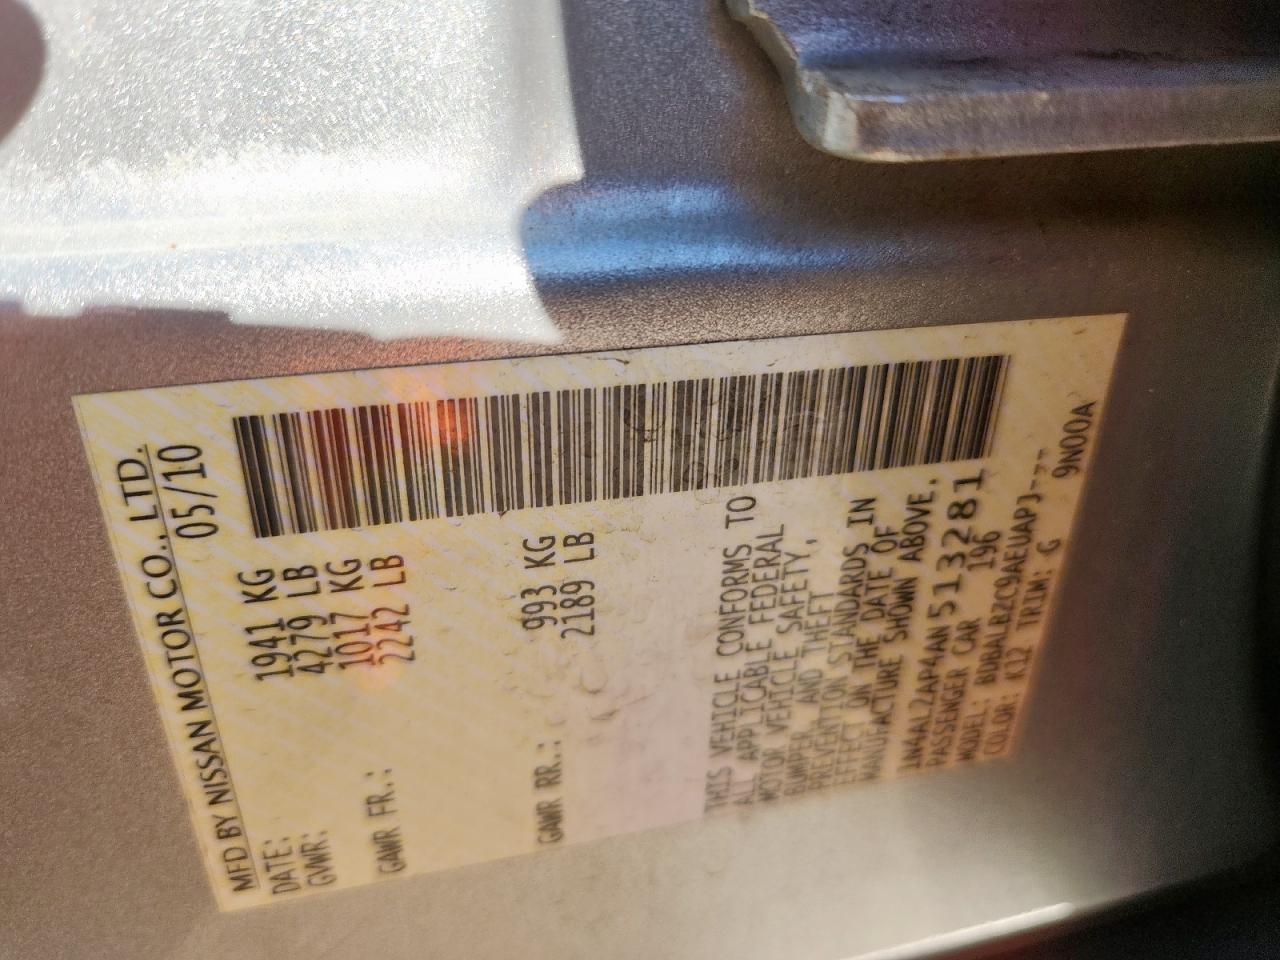 MFD BY NISSAN MOTOR CO., LTD.
DATE: 05/10
GVWR: 1941 KG
4279 LB
GAWR FR.: 1017 KG
2242 LB
GAWR RR.: 993 KG
2189 LB
THIS VEHICLE CONFORMS TO
ALL APPLICABLE FEDERAL
MOTOR VEHICLE SAFETY,
BUMPER, AND THEFT
PREVENTION STANDARDS IN
EFFECT ON THE DATE OF
MANUFACTURE SHOWN ABOVE.
1N4AL2AP4AN513281
PASSENGER CAR 196
MODEL: BDBALBZC9AEUAPJ----
COLOR: K12 TRIM: G 9N00A